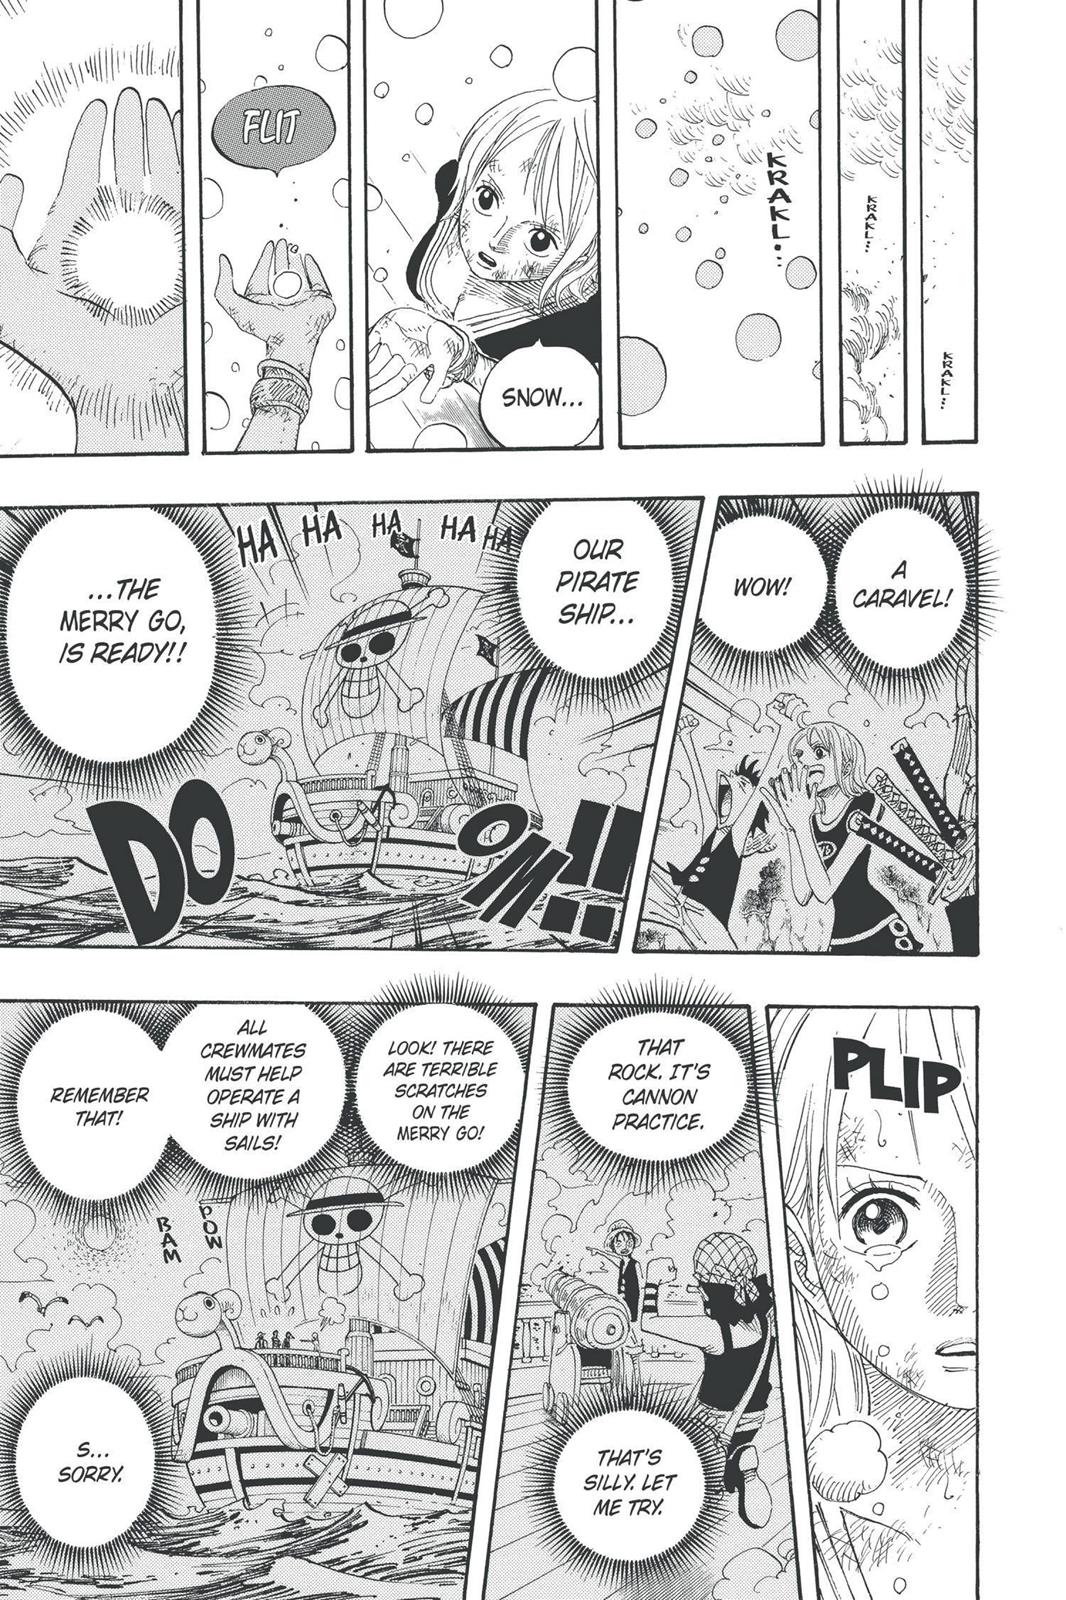 KRAKL...
KRAKL...
KRAKL...
SNOW...
FLIT
A
CARAVEL!
WOW!
OUR
PIRATE
SHIP...
HA HA HA HA HA
...THE
MERRY GO,
IS READY!!
DOOM!!
PLIP
THAT
ROCK. IT'S
CANNON
PRACTICE.
THAT'S
SILLY. LET
ME TRY.
LOOK! THERE
ARE TERRIBLE
SCRATCHES
ON THE
MERRY GO!
ALL
CREWMATES
MUST HELP
OPERATE A
SHIP WITH
SAILS!
REMEMBER
THAT!
POW
BAM
S...
SORRY.